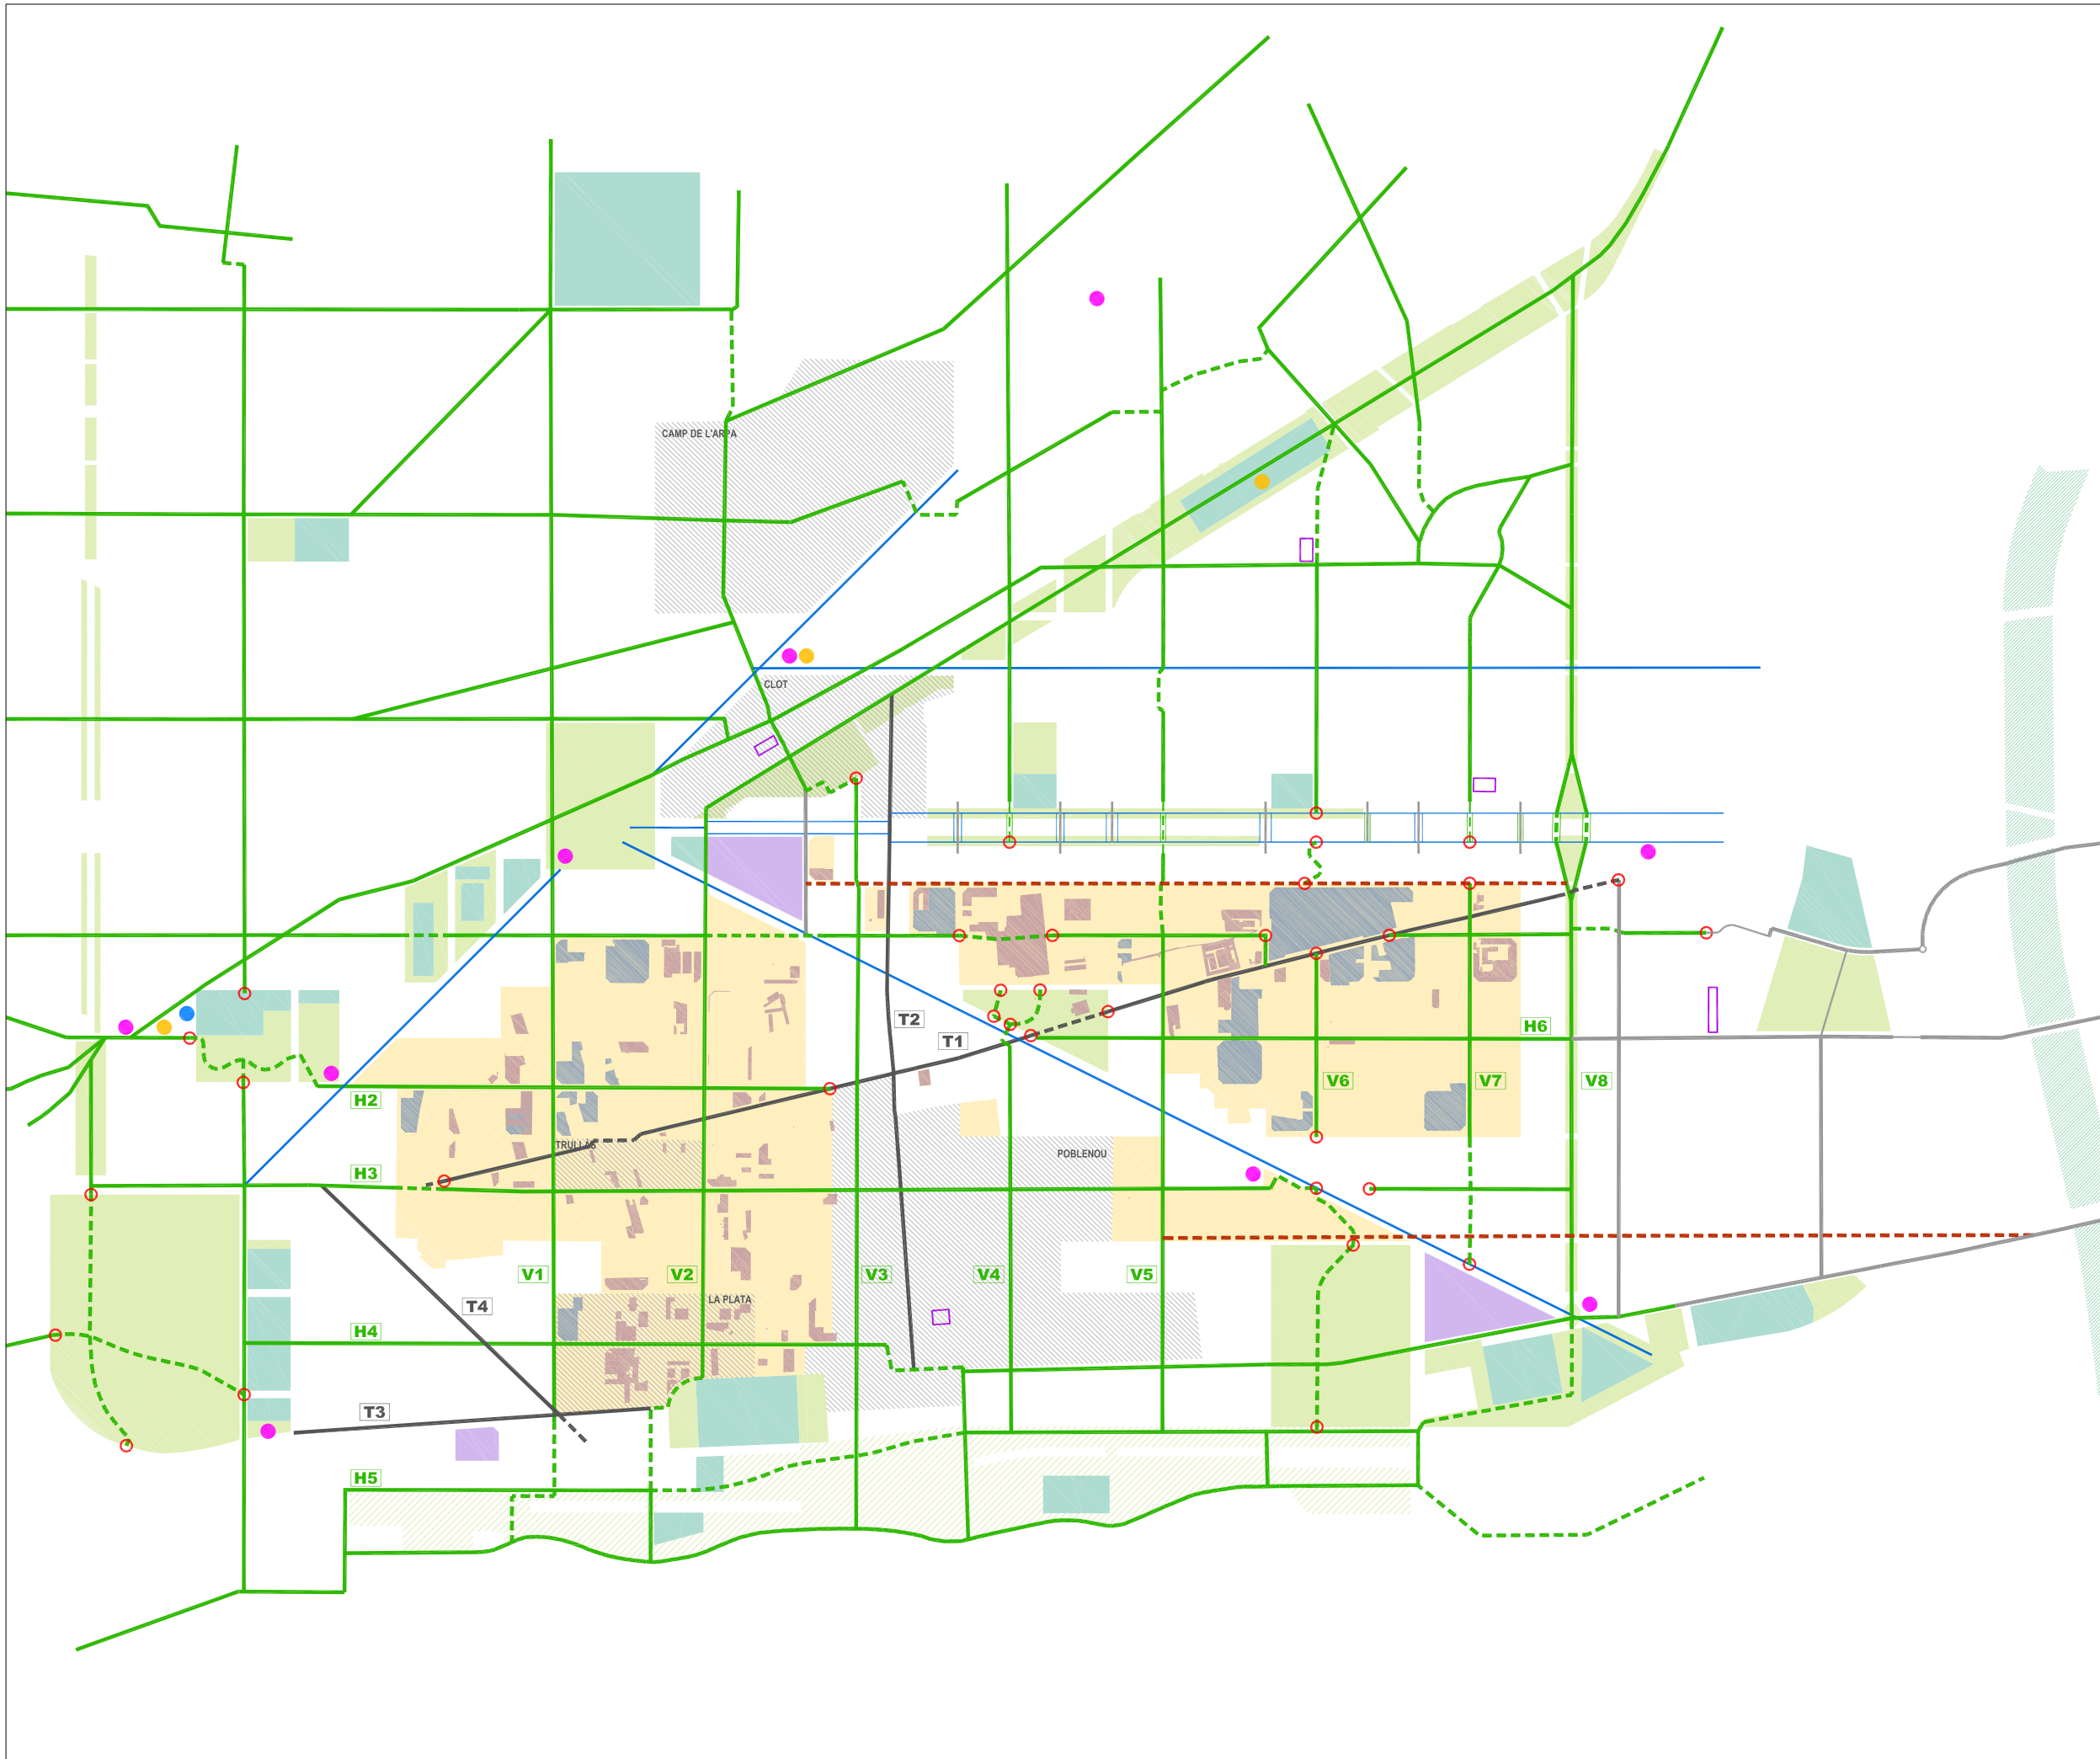 CAMP DE L'ARPA
CLOT
T2
H6
T1
V6
V7
V8
H2
TRULLÀS
POBLENOU
H3
V1
V2
V3
V4
V5
LA PLATA
T4
H4
T3
H5